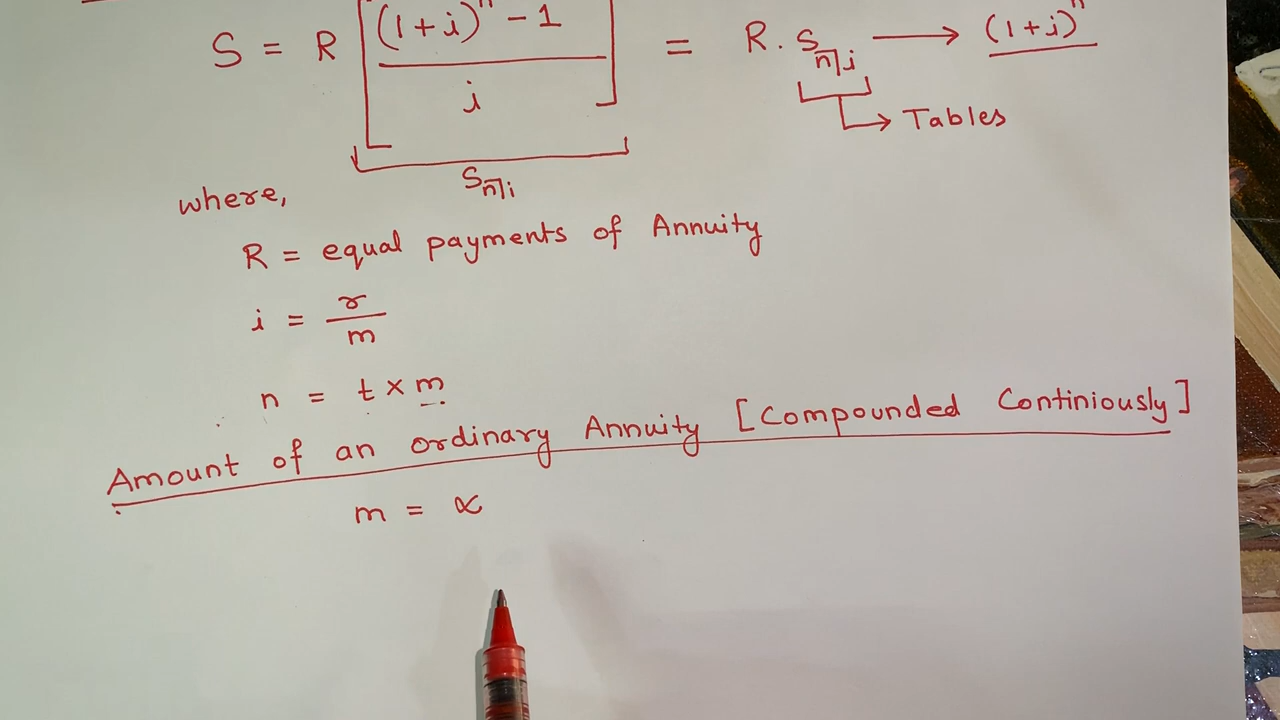 S = R [ (1+i)ⁿ - 1 / i ] = R . S n̅|i → (1+i)ⁿ
→ Tables
S n̅|i
where,
R = equal payments of Annuity
i = r / m
n = t × m
Amount of an ordinary Annuity [Compounded Continiously]
m = ∝